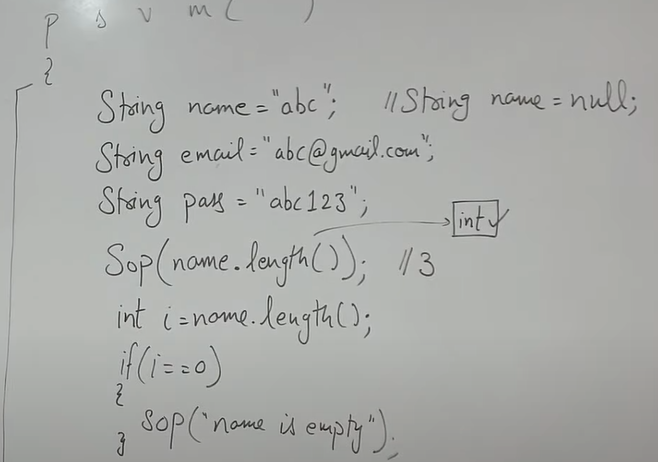 P s v m( )
{
String name="abc"; //String name=null;
String email="abc@gmail.com";
String pass="abc123";
int
Sop(name.length()); //3
int i=name.length();
if(i==0)
{
Sop("name is empty").
}